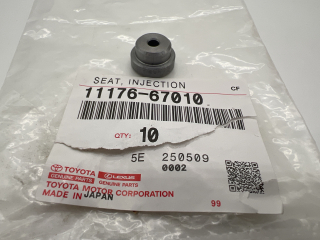 SEAT, INJECTION
CF
11176-67010
QTY: 10
5E 250509
0002
TOYOTA
GENUINE PARTS
LEXUS
GENUINE PARTS
TOYOTA MOTOR CORPORATION
MADE IN JAPAN
99